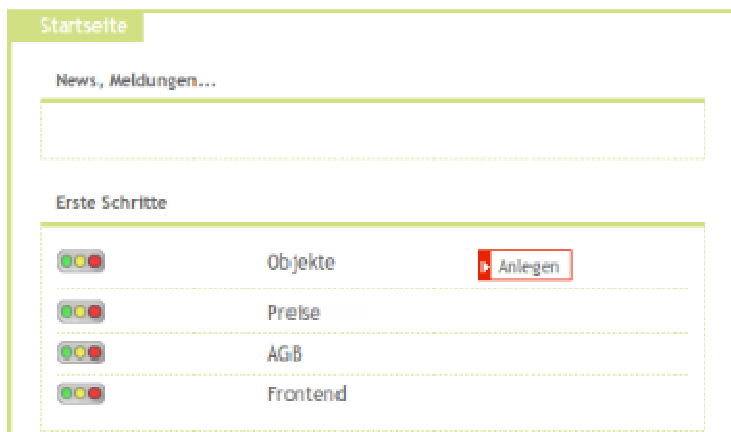 Startseite
News, Meldungen...
Erste Schritte
Objekte Anlegen
Preise
AGB
Frontend